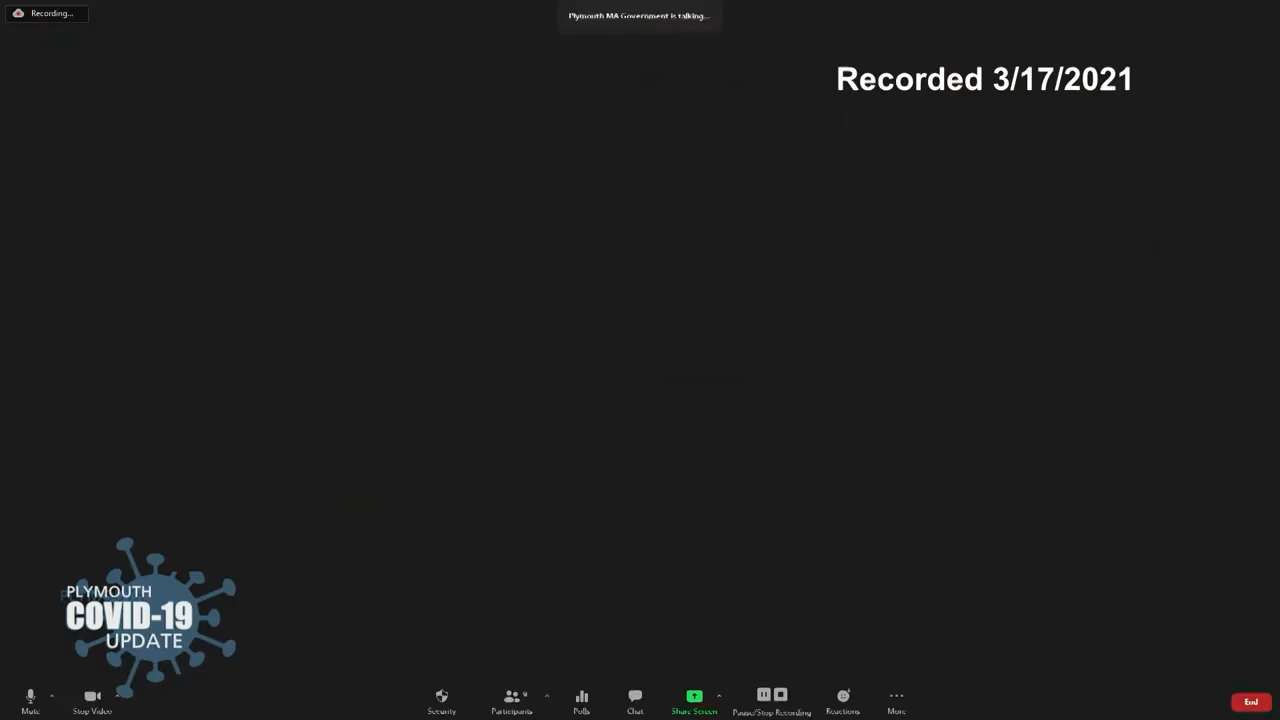 Recording...
Plymouth MA Government is talking...
Recorded 3/17/2021
PLYMOUTH
COVID-19
UPDATE
Mute
Stop Video
Security
Participants 9
Polls
Chat
Share Screen
Pause/Stop Recording
Reactions
More
End